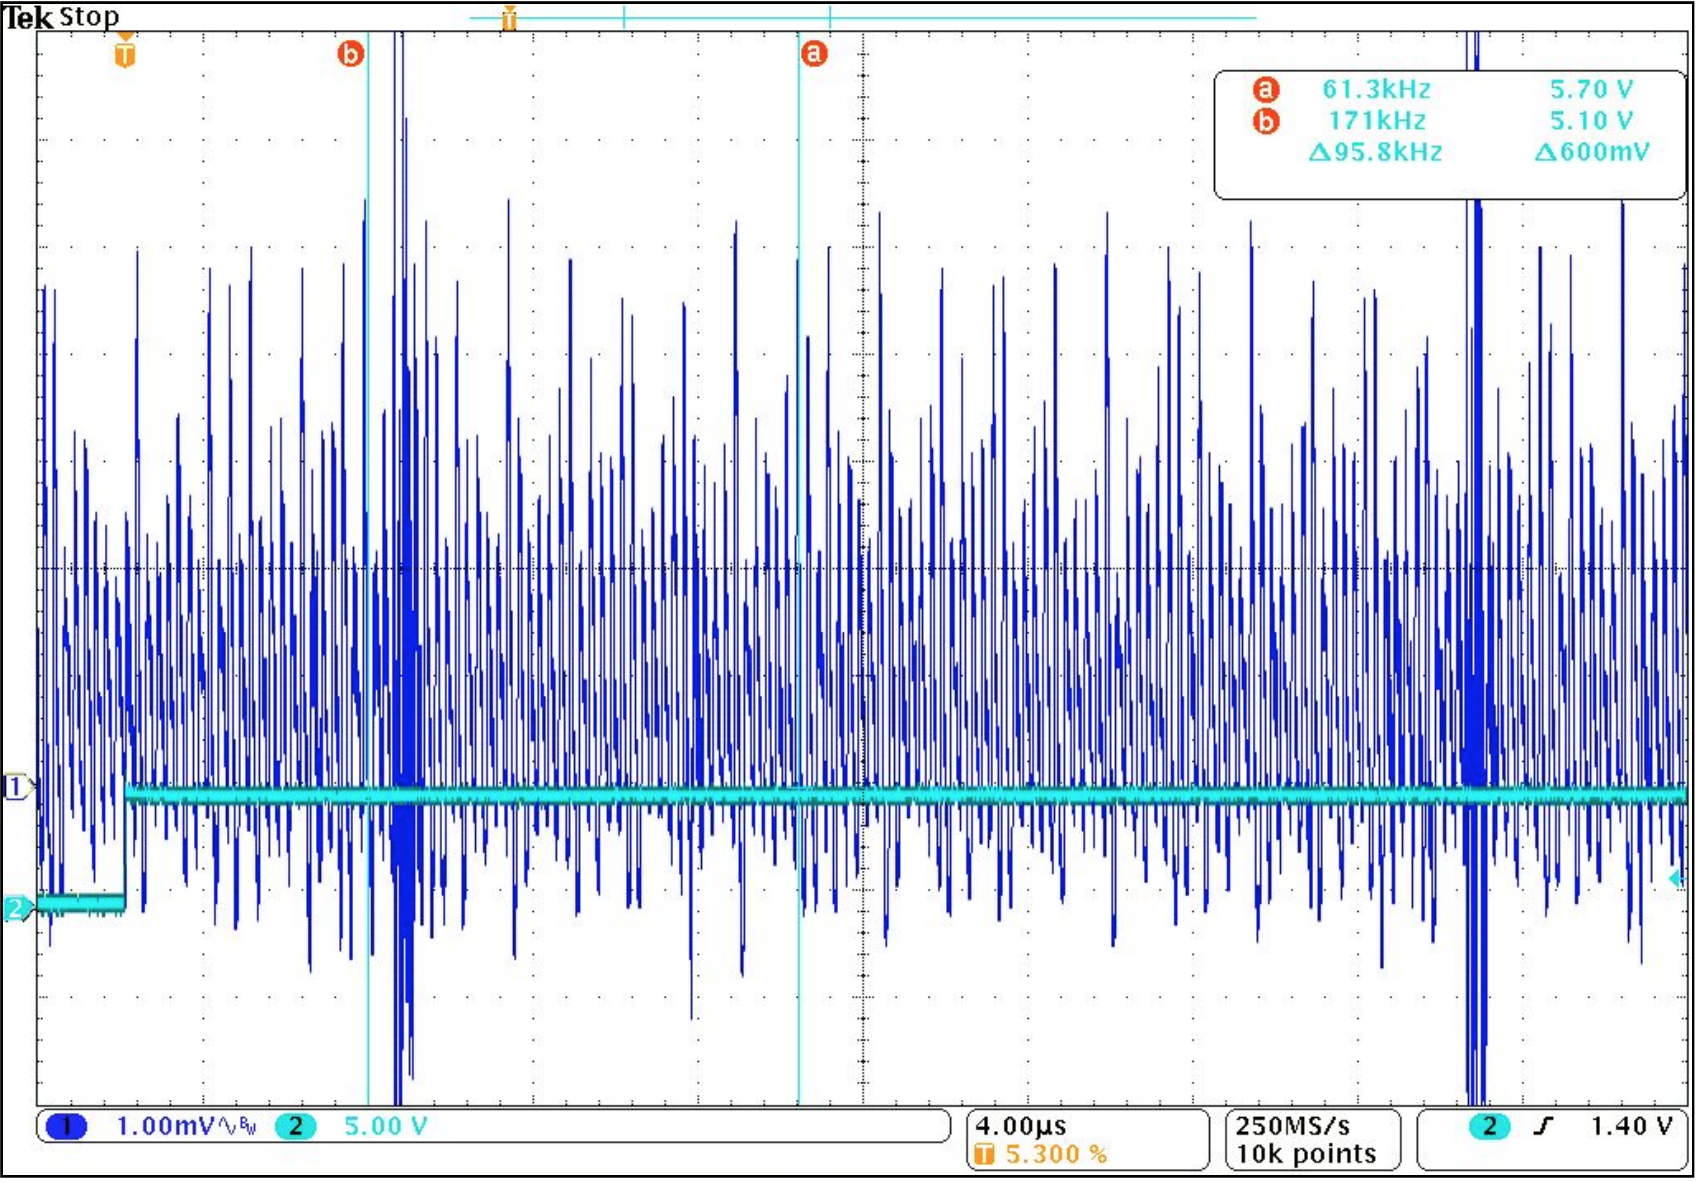 Tek Stop
T
T
b
a
a 61.3kHz 5.70 V
b 171kHz 5.10 V
Δ95.8kHz Δ600mV
1
2
1 1.00mV∿BW 2 5.00 V
4.00µs
T 5.300 %
250MS/s
10k points
2 ƒ 1.40 V